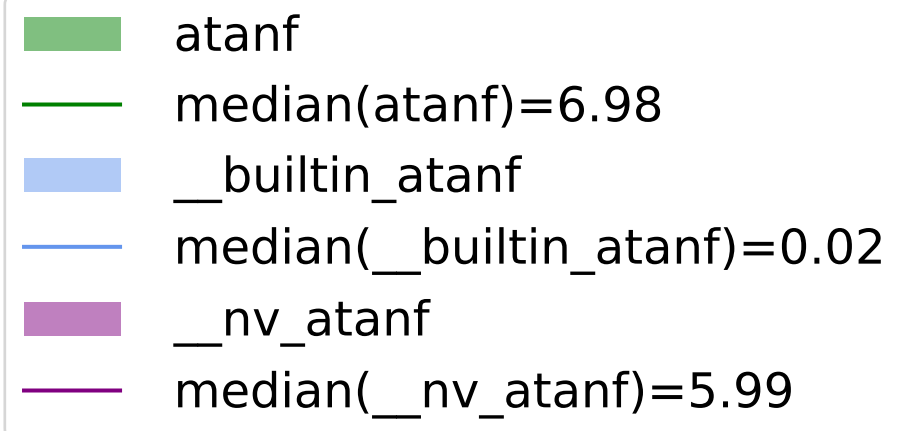 atanf
median(atanf)=6.98
__builtin_atanf
median(__builtin_atanf)=0.02
__nv_atanf
median(__nv_atanf)=5.99